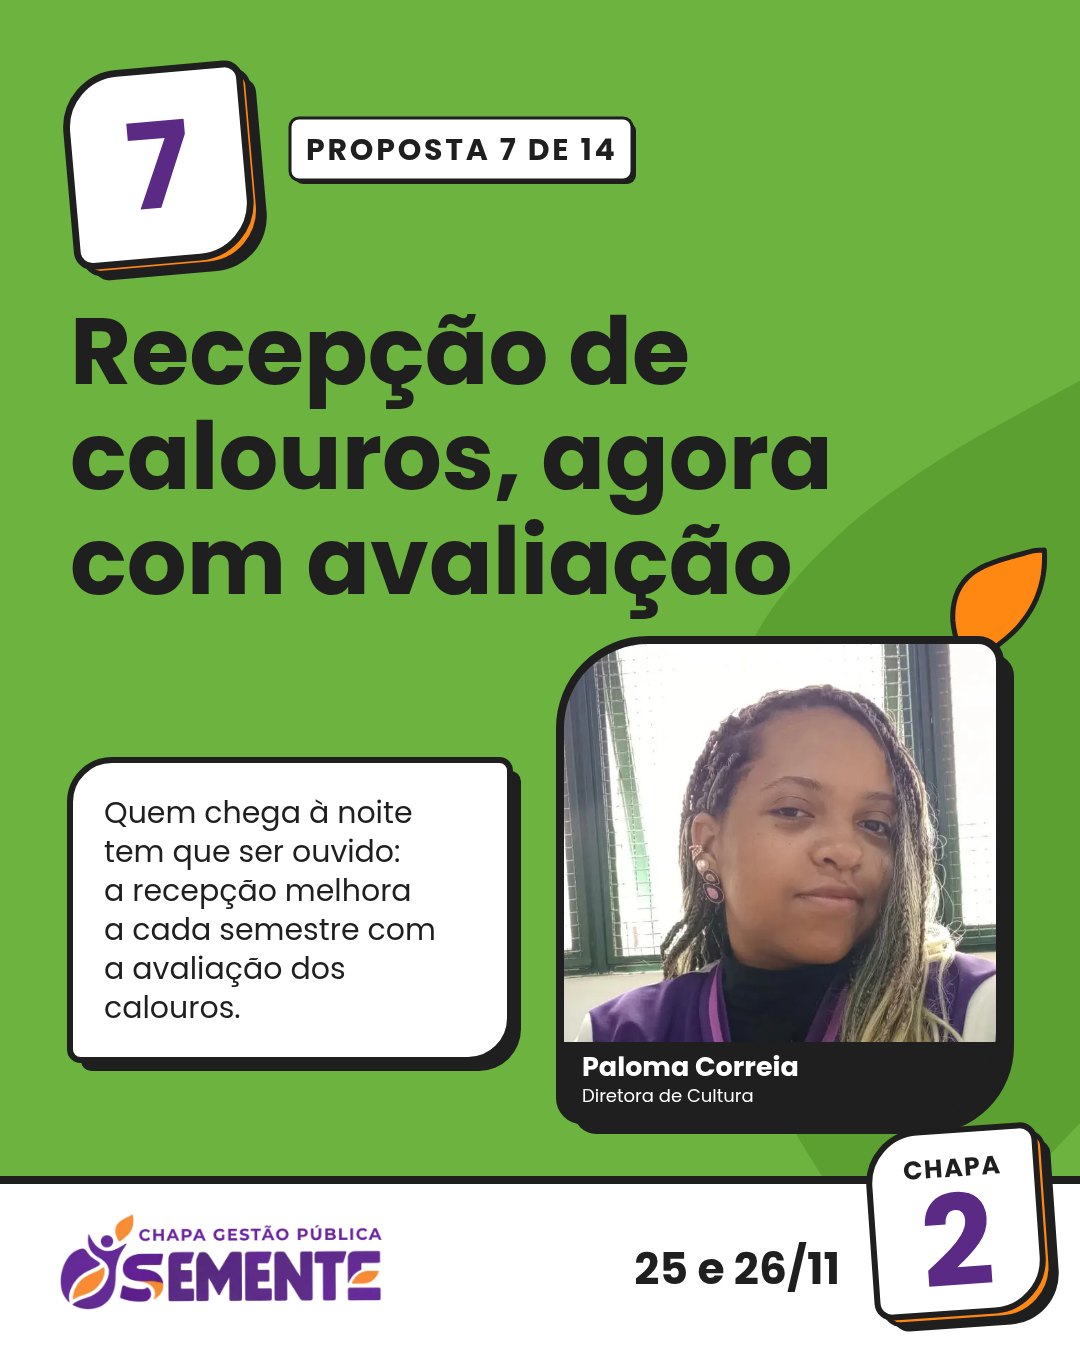 7
PROPOSTA 7 DE 14
Recepção de
calouros, agora
com avaliação
Quem chega à noite
tem que ser ouvido:
a recepção melhora
a cada semestre com
a avaliação dos
calouros.
Paloma Correia
Diretora de Cultura
CHAPA GESTÃO PÚBLICA
SEMENTE
25 e 26/11
CHAPA
2